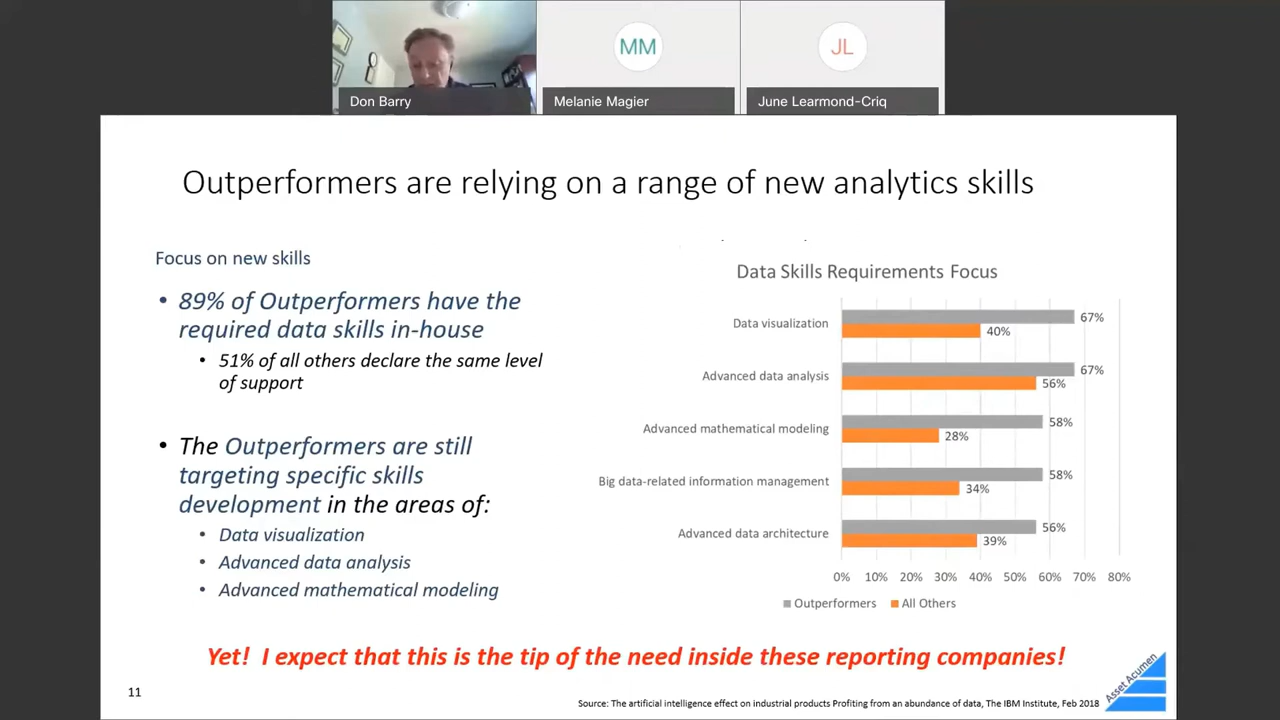 MM
JL
Don Barry
Melanie Magier
June Learmond-Criq
Outperformers are relying on a range of new analytics skills
Focus on new skills
• 89% of Outperformers have the
required data skills in-house
• 51% of all others declare the same level
of support
• The Outperformers are still
targeting specific skills
development in the areas of:
• Data visualization
• Advanced data analysis
• Advanced mathematical modeling
Data Skills Requirements Focus
Data visualization
67%
40%
Advanced data analysis
67%
56%
Advanced mathematical modeling
58%
28%
Big data-related information management
58%
34%
Advanced data architecture
56%
39%
0% 10% 20% 30% 40% 50% 60% 70% 80%
Outperformers All Others
Yet! I expect that this is the tip of the need inside these reporting companies!
11
Source: The artificial intelligence effect on industrial products Profiting from an abundance of data, The IBM Institute, Feb 2018
Asset Acumen